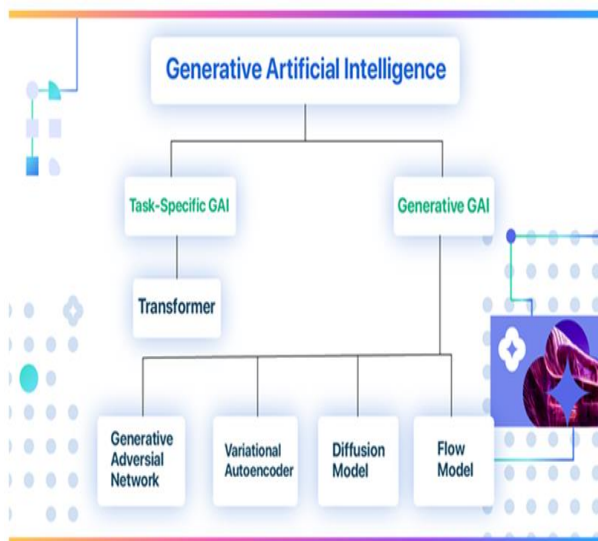 Generative Artificial Intelligence
Task-Specific GAI
Generative GAI
Transformer
Generative
Adversial
Network
Variational
Autoencoder
Diffusion
Model
Flow
Model